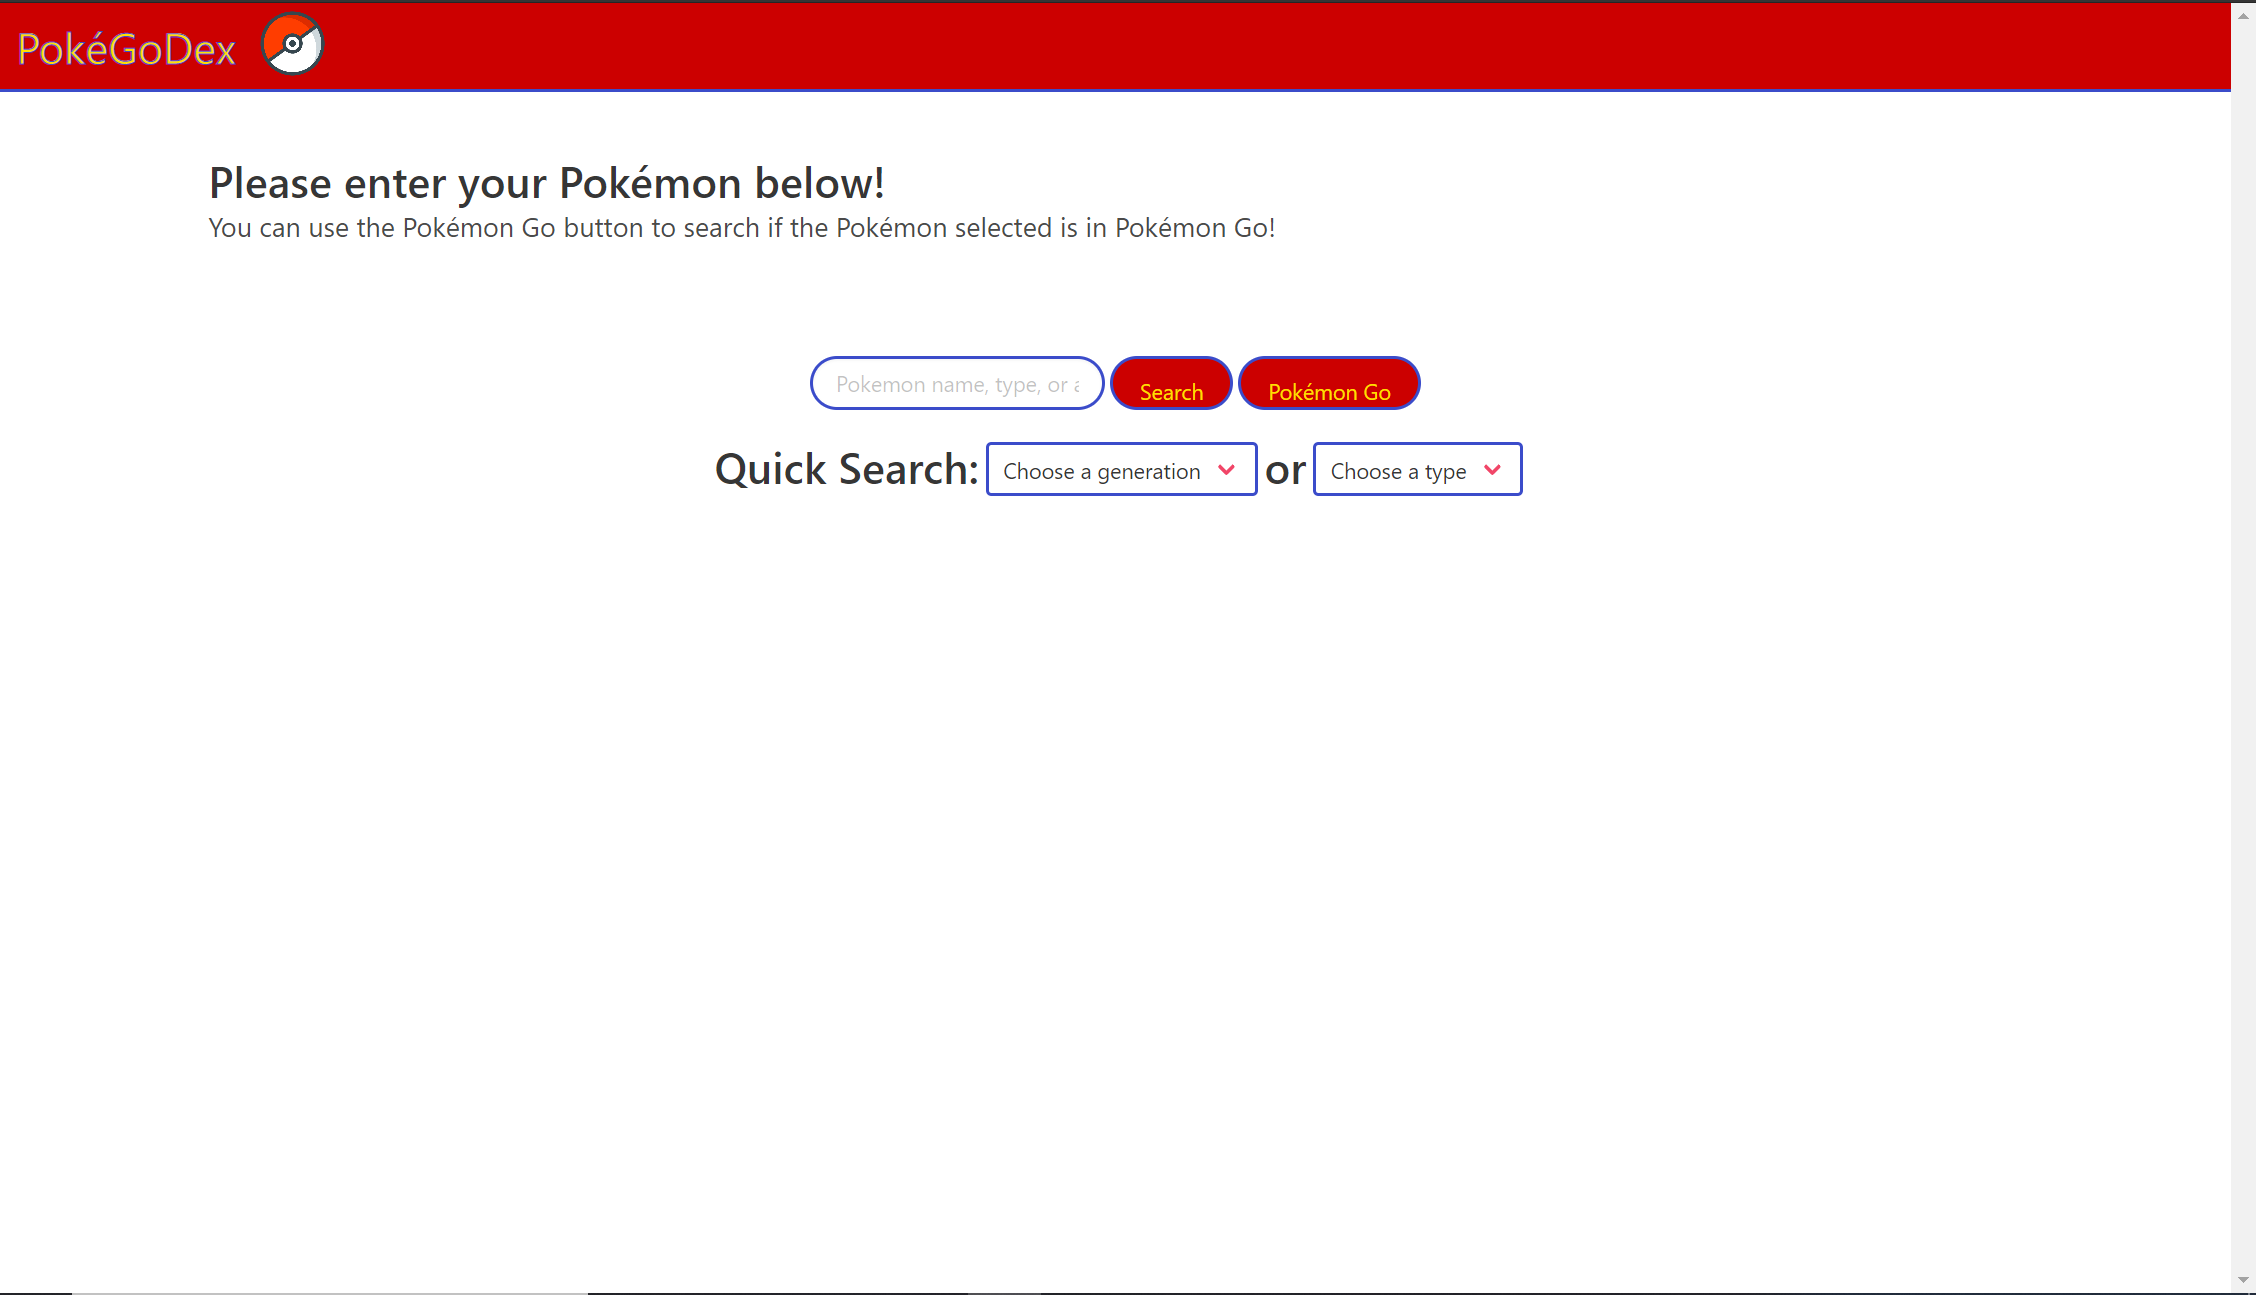 PokéGoDex
Please enter your Pokémon below!
You can use the Pokémon Go button to search if the Pokémon selected is in Pokémon Go!
Pokemon name, type, or a Search Pokémon Go
Quick Search: Choose a generation or Choose a type